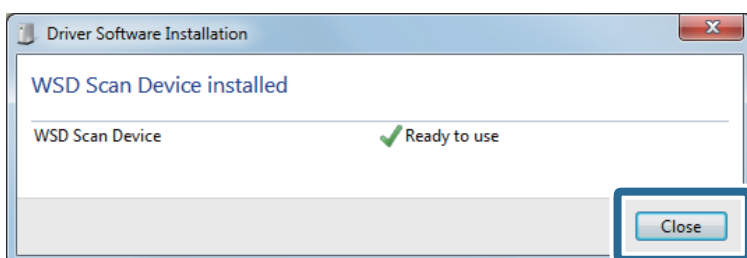 Driver Software Installation
WSD Scan Device installed
WSD Scan Device Ready to use
Close